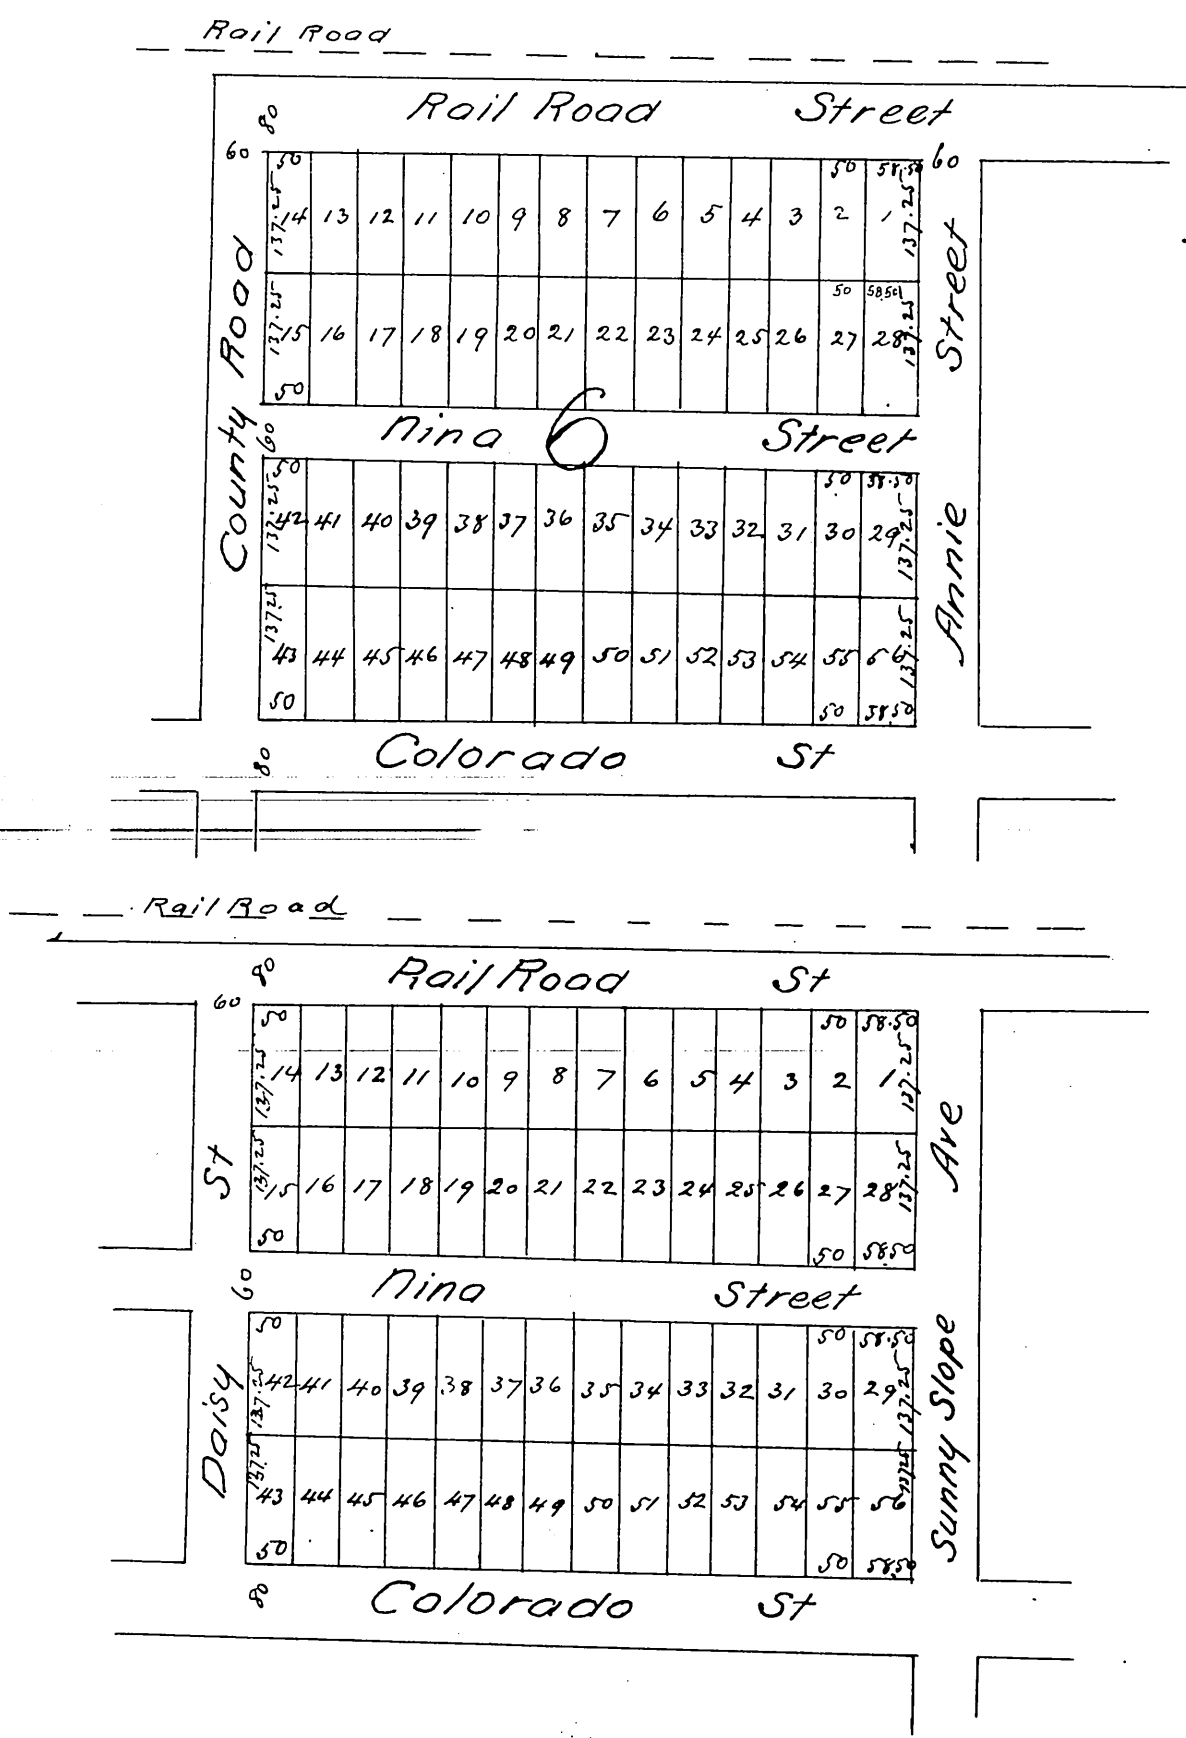 Rail Road
Rail Road Street
80
60 50 50 58.50 60
137.25 14 13 12 11 10 9 8 7 6 5 4 3 2 1 137.25
50 58.50
137.25 15 16 17 18 19 20 21 22 23 24 25 26 27 28 137.25
50
County Road
Annie Street
Nina 6 Street
60
50 50 58.50
137.25 42 41 40 39 38 37 36 35 34 33 32 31 30 29 137.25
137.25 43 44 45 46 47 48 49 50 51 52 53 54 55 56 137.25
50 50 58.50
80 Colorado St
Rail Road
80 Rail Road St
60 50 50 58.50
137.25 14 13 12 11 10 9 8 7 6 5 4 3 2 1 137.25
137.25 15 16 17 18 19 20 21 22 23 24 25 26 27 28 137.25
50 50 58.50
Daisy St
Sunny Slope Ave
60 Nina Street
50 50 58.50
137.25 42 41 40 39 38 37 36 35 34 33 32 31 30 29 137.25
137.25 43 44 45 46 47 48 49 50 51 52 53 54 55 56 137.25
50 50 58.50
80 Colorado St